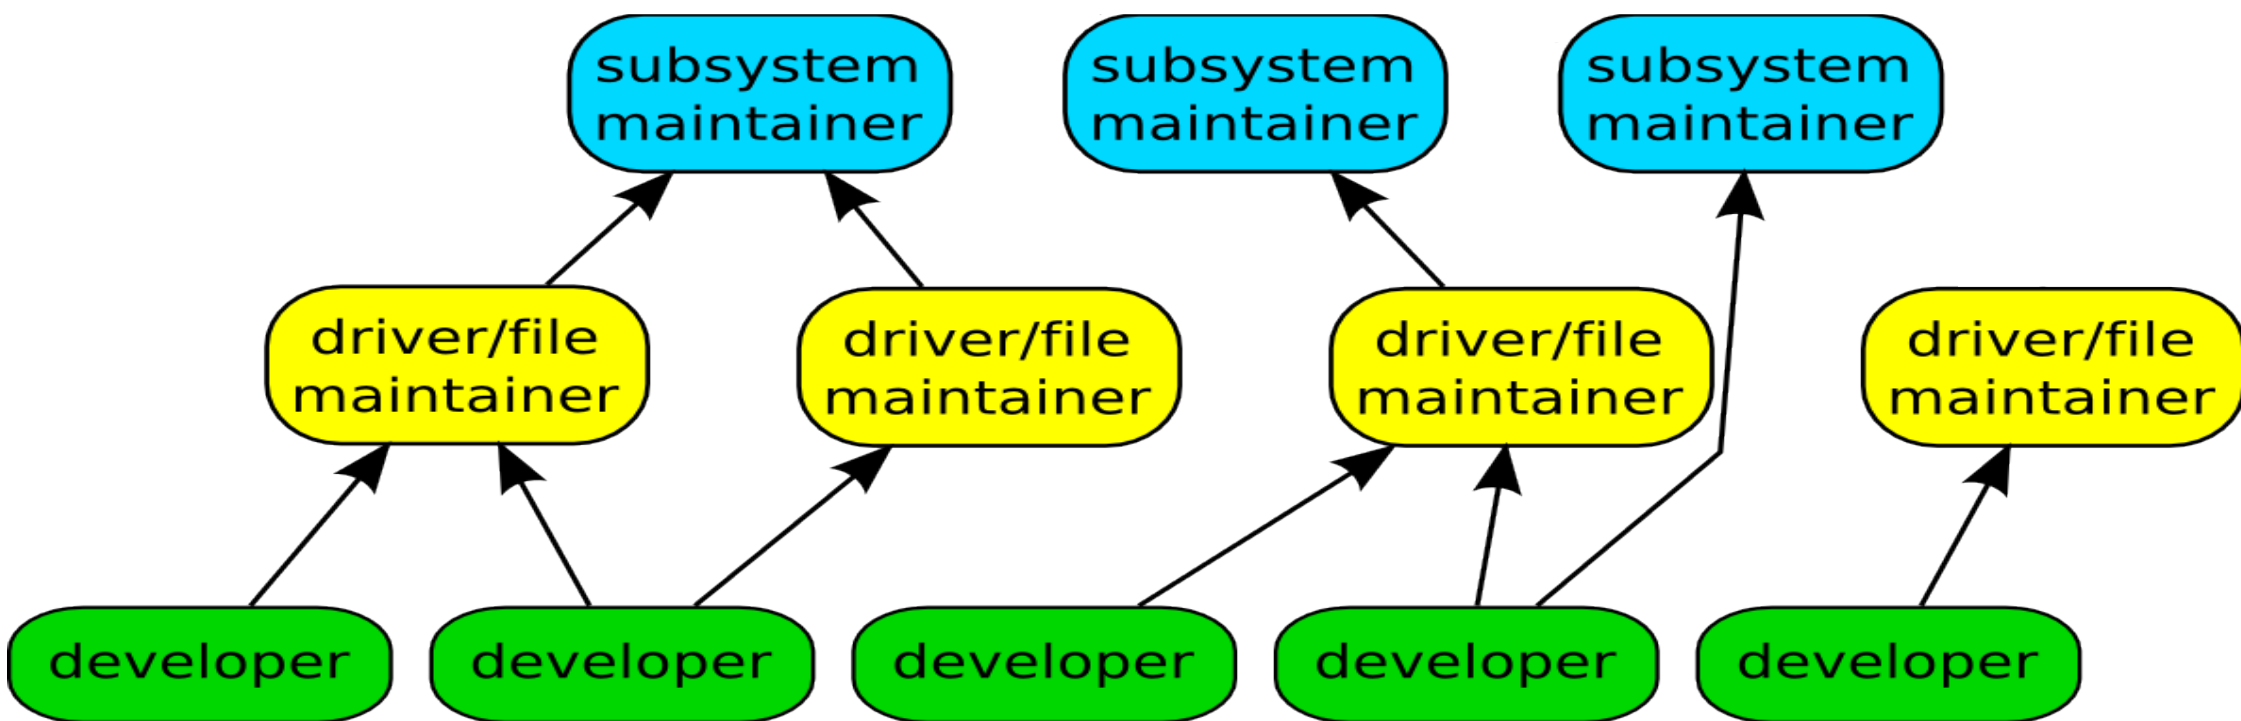 subsystem
maintainer
subsystem
maintainer
subsystem
maintainer
driver/file
maintainer
driver/file
maintainer
driver/file
maintainer
driver/file
maintainer
developer
developer
developer
developer
developer